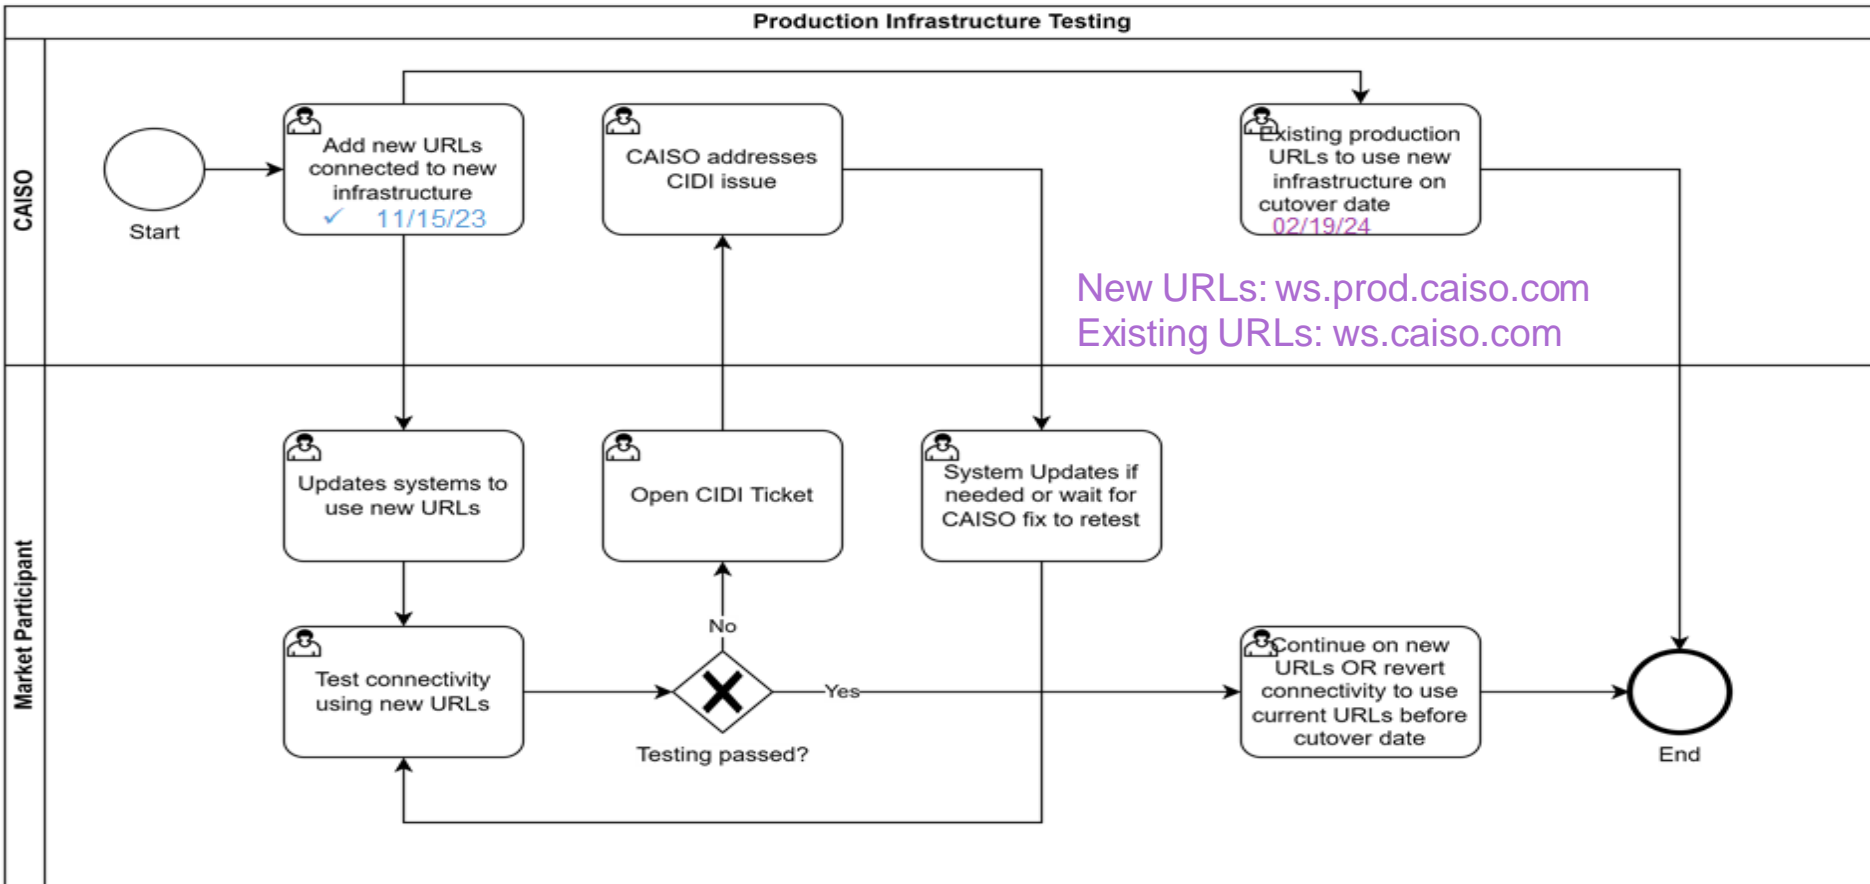 Production Infrastructure Testing
CAISO
Start
Add new URLs
connected to new
infrastructure
✓ 11/15/23
CAISO addresses
CIDI issue
Existing production
URLs to use new
infrastructure on
cutover date
02/19/24
New URLs: ws.prod.caiso.com
Existing URLs: ws.caiso.com
Market Participant
Updates systems to
use new URLs
Open CIDI Ticket
System Updates if
needed or wait for
CAISO fix to retest
Test connectivity
using new URLs
No
Yes
Testing passed?
Continue on new
URLs OR revert
connectivity to use
current URLs before
cutover date
End